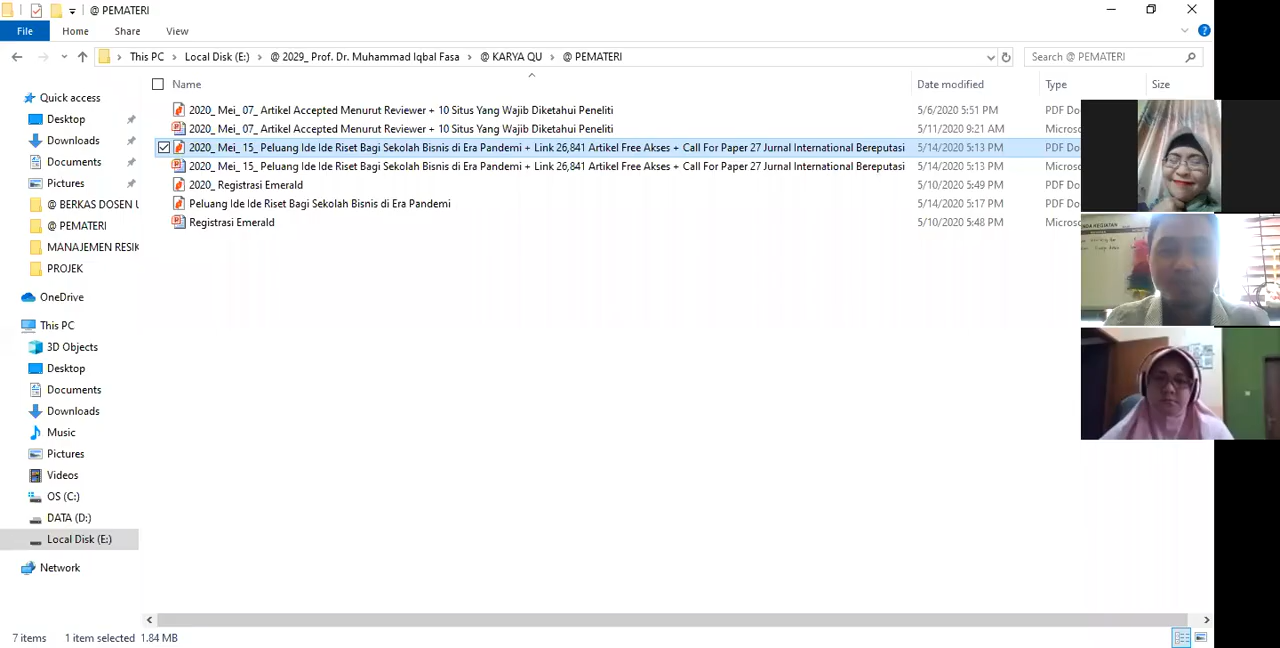 @ PEMATERI
File Home Share View
This PC Local Disk (E:) @ 2029_ Prof. Dr. Muhammad Iqbal Fasa @ KARYA QU @ PEMATERI Search @ PEMATERI
Name Date modified Type Size
2020_ Mei_ 07_ Artikel Accepted Menurut Reviewer + 10 Situs Yang Wajib Diketahui Peneliti 5/6/2020 5:51 PM PDF Do
2020_ Mei_ 07_ Artikel Accepted Menurut Reviewer + 10 Situs Yang Wajib Diketahui Peneliti 5/11/2020 9:21 AM Micros
2020_ Mei_ 15_ Peluang Ide Ide Riset Bagi Sekolah Bisnis di Era Pandemi + Link 26,841 Artikel Free Akses + Call For Paper 27 Jurnal International Bereputasi 5/14/2020 5:13 PM PDF Do
2020_ Mei_ 15_ Peluang Ide Ide Riset Bagi Sekolah Bisnis di Era Pandemi + Link 26,841 Artikel Free Akses + Call For Paper 27 Jurnal International Bereputasi 5/14/2020 5:13 PM Micros
2020_ Registrasi Emerald 5/10/2020 5:49 PM PDF Do
Peluang Ide Ide Riset Bagi Sekolah Bisnis di Era Pandemi 5/14/2020 5:17 PM PDF Do
Registrasi Emerald 5/10/2020 5:48 PM Micros
Quick access
Desktop
Downloads
Documents
Pictures
@ BERKAS DOSEN U
@ PEMATERI
MANAJEMEN RESIK
PROJEK
OneDrive
This PC
3D Objects
Desktop
Documents
Downloads
Music
Pictures
Videos
OS (C:)
DATA (D:)
Local Disk (E:)
Network
7 items 1 item selected 1.84 MB